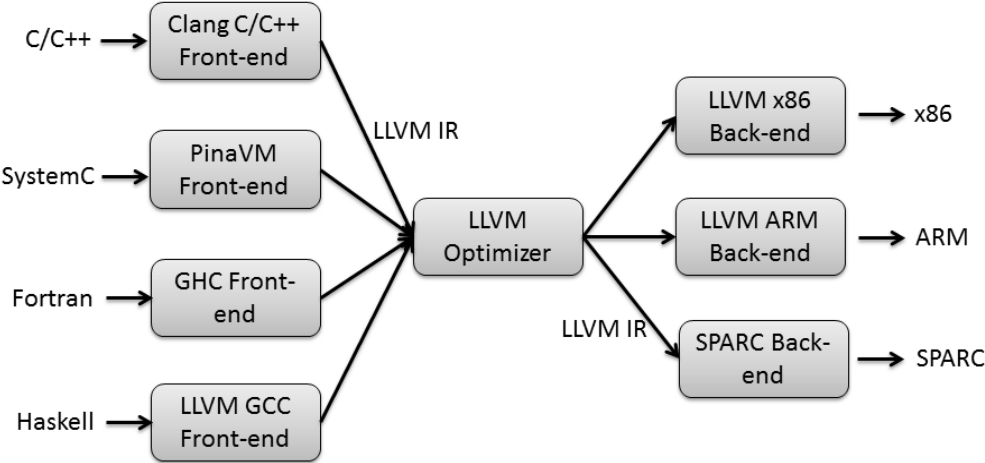 C/C++
Clang C/C++
Front-end
LLVM IR
SystemC
PinaVM
Front-end
Fortran
GHC Front-
end
Haskell
LLVM GCC
Front-end
LLVM
Optimizer
LLVM IR
LLVM x86
Back-end
x86
LLVM ARM
Back-end
ARM
SPARC Back-
end
SPARC